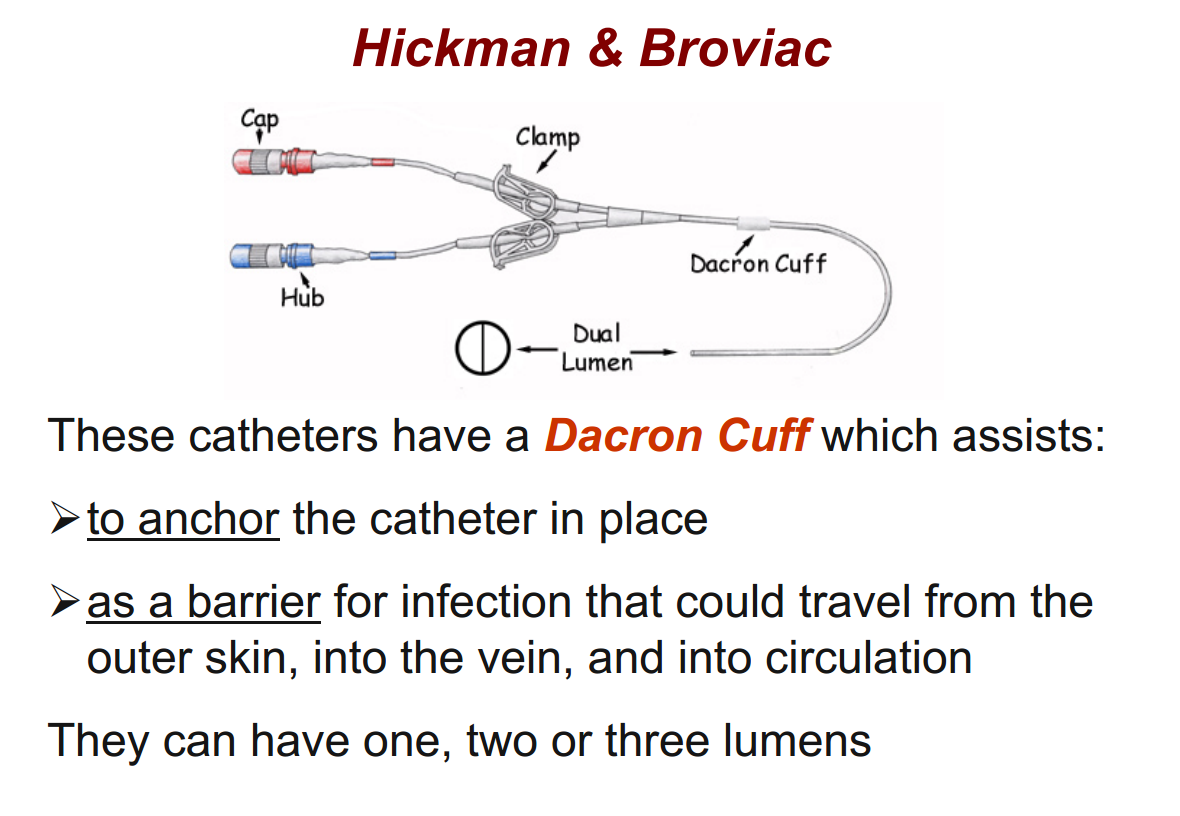 Hickman & Broviac
Cap
Clamp
Dacron Cuff
Hub
Dual
Lumen
These catheters have a Dacron Cuff which assists:
➢to anchor the catheter in place
➢as a barrier for infection that could travel from the
outer skin, into the vein, and into circulation
They can have one, two or three lumens